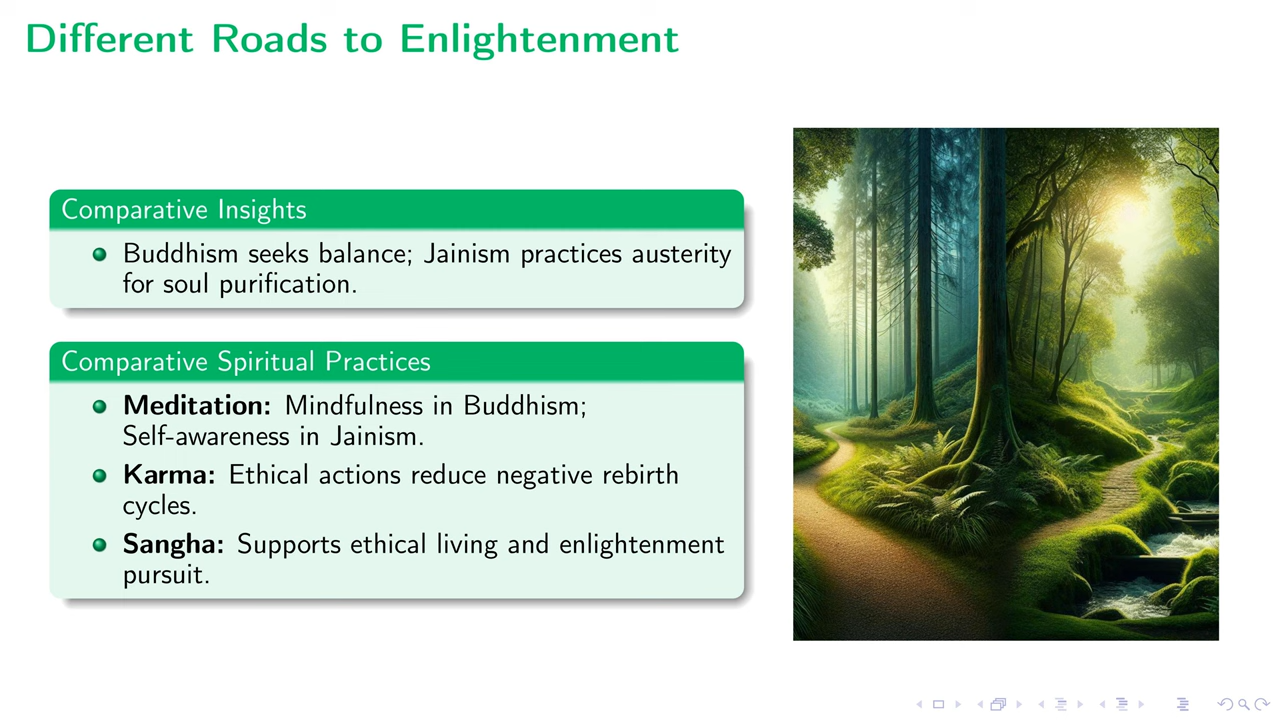 Different Roads to Enlightenment
Comparative Insights
Buddhism seeks balance; Jainism practices austerity
for soul purification.
Comparative Spiritual Practices
Meditation: Mindfulness in Buddhism;
Self-awareness in Jainism.
Karma: Ethical actions reduce negative rebirth
cycles.
Sangha: Supports ethical living and enlightenment
pursuit.